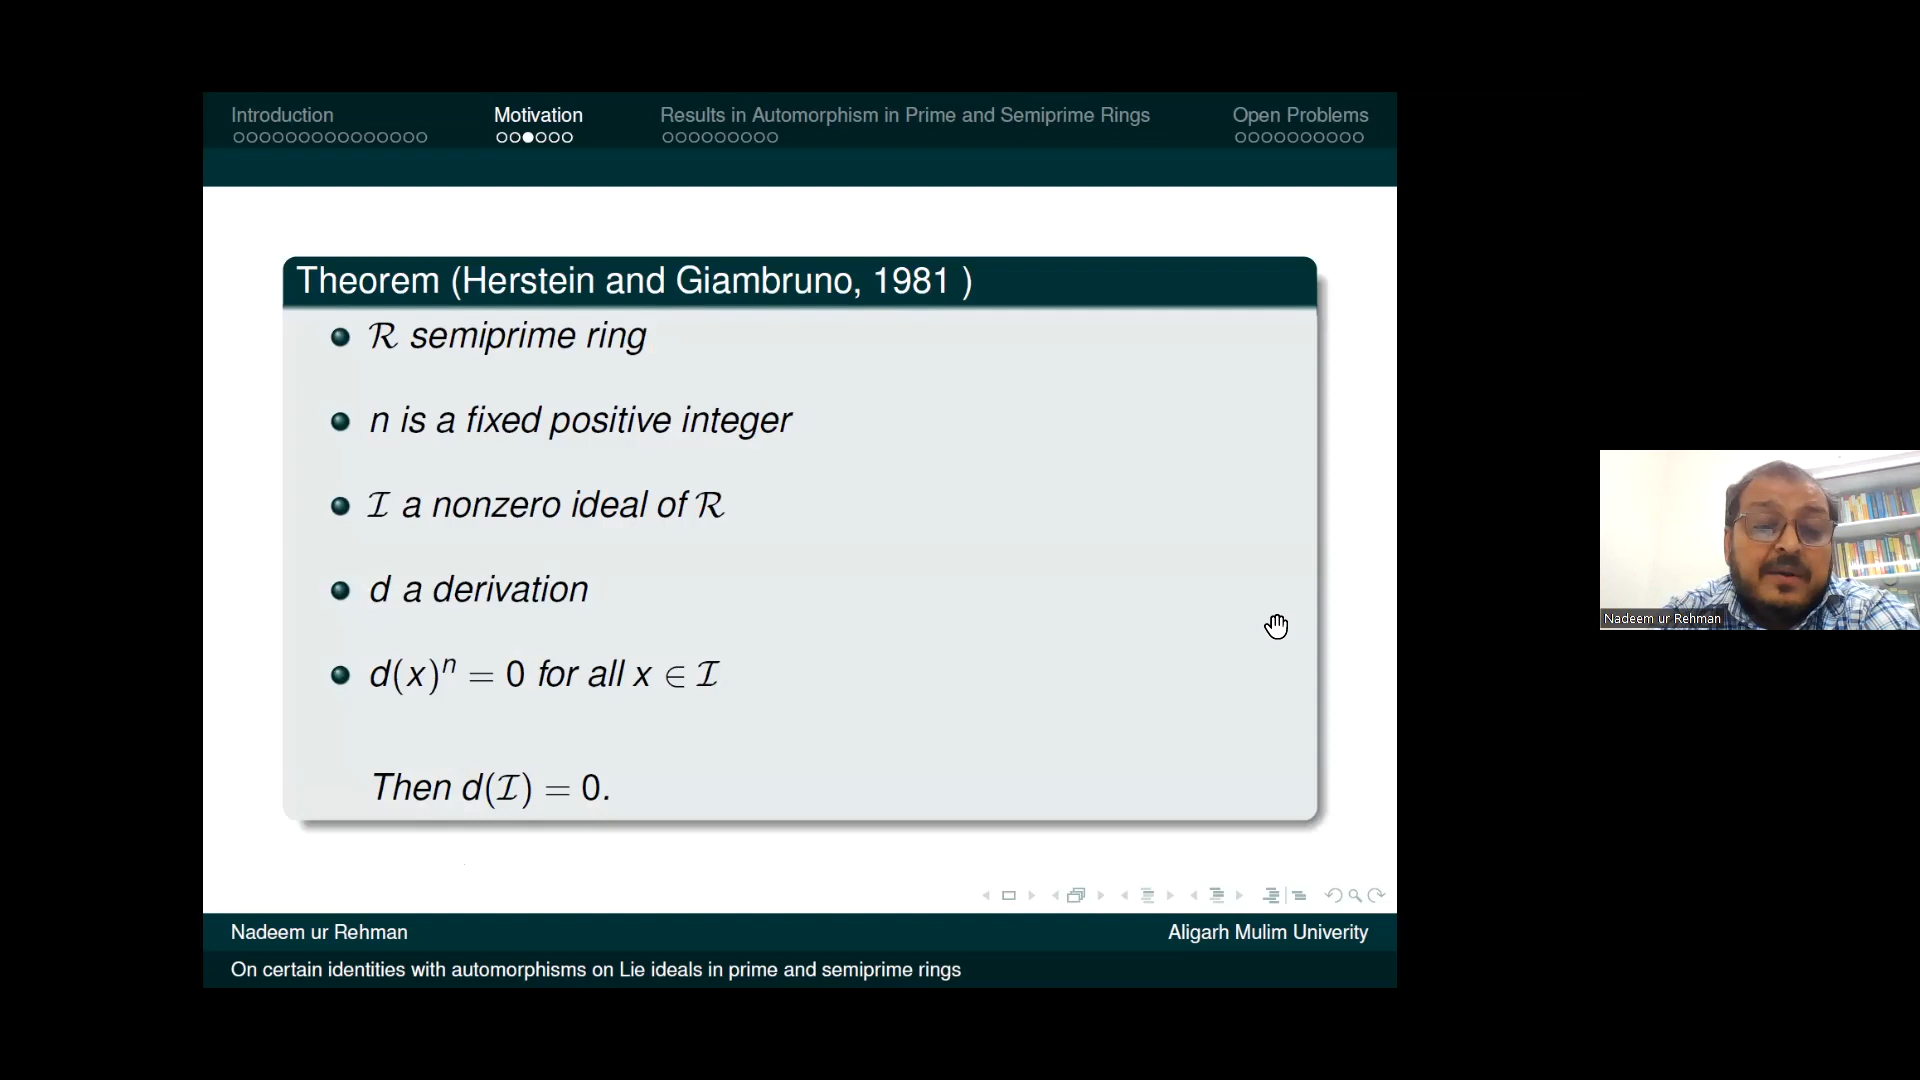 Introduction
Motivation
Results in Automorphism in Prime and Semiprime Rings
Open Problems
Theorem (Herstein and Giambruno, 1981 )
ℛ semiprime ring
n is a fixed positive integer
ℐ a nonzero ideal of ℛ
d a derivation
d(x)ⁿ = 0 for all x ∈ ℐ
Then d(ℐ) = 0.
Nadeem ur Rehman
Aligarh Mulim Univerity
On certain identities with automorphisms on Lie ideals in prime and semiprime rings
Nadeem ur Rehman